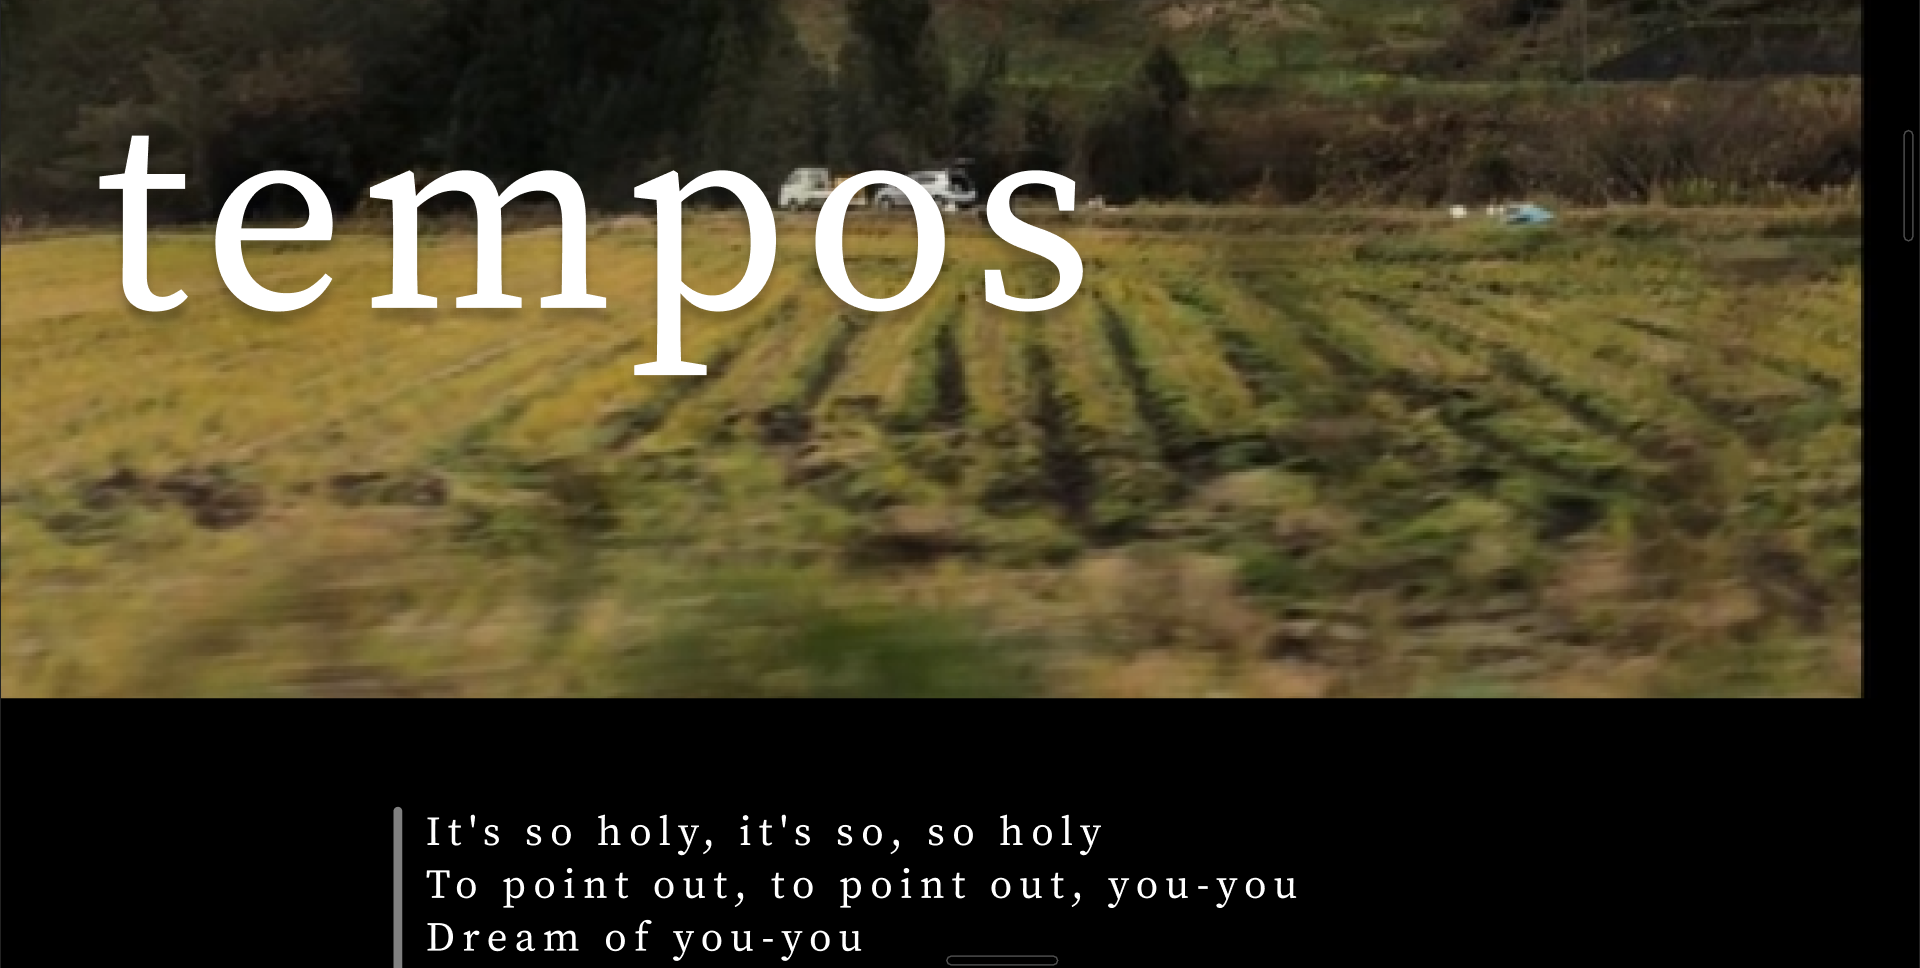 tempos
It's so holy, it's so, so holy
To point out, to point out, you-you
Dream of you-you